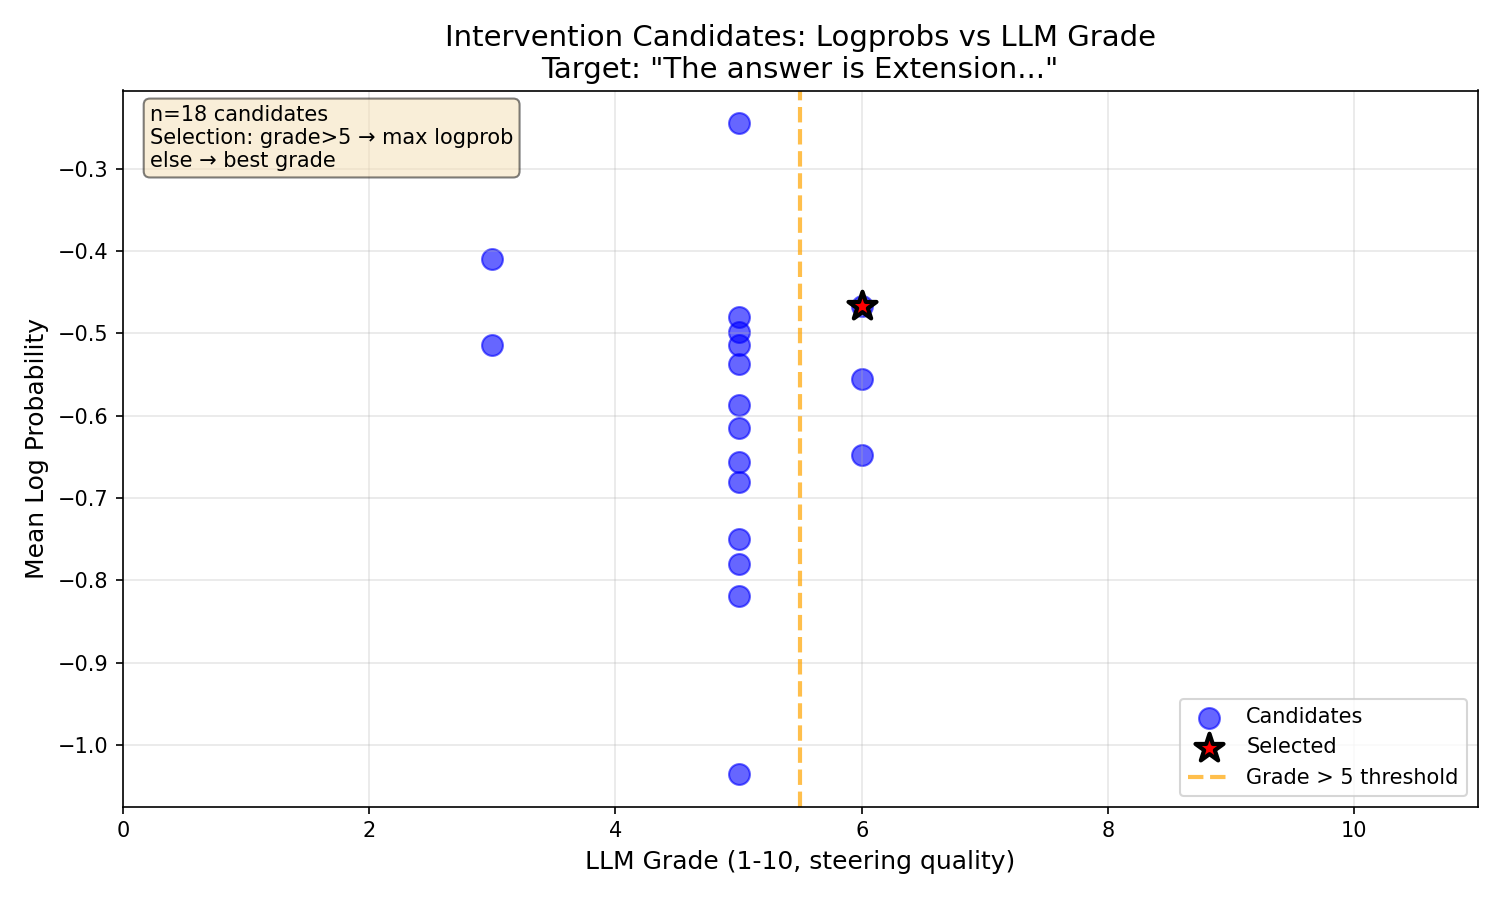 Intervention Candidates: Logprobs vs LLM Grade
Target: "The answer is Extension..."
n=18 candidates
Selection: grade>5 → max logprob
else → best grade
Mean Log Probability
−0.3
−0.4
−0.5
−0.6
−0.7
−0.8
−0.9
−1.0
Candidates
Selected
Grade > 5 threshold
0 2 4 6 8 10
LLM Grade (1-10, steering quality)